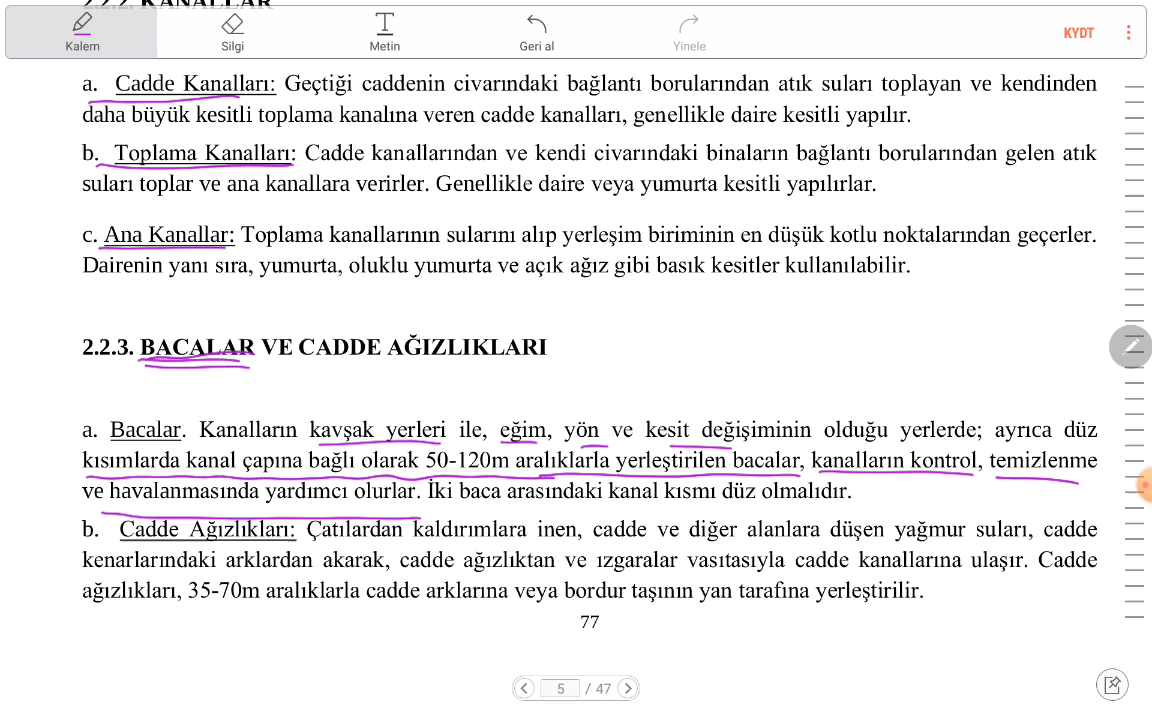 2.2.2. KANALLAR
Kalem
Silgi
Metin
Geri al
Yinele
KYDT
a. Cadde Kanalları: Geçtiği caddenin civarındaki bağlantı borularından atık suları toplayan ve kendinden
daha büyük kesitli toplama kanalına veren cadde kanalları, genellikle daire kesitli yapılır.
b. Toplama Kanalları: Cadde kanallarından ve kendi civarındaki binaların bağlantı borularından gelen atık
suları toplar ve ana kanallara verirler. Genellikle daire veya yumurta kesitli yapılırlar.
c. Ana Kanallar: Toplama kanallarının sularını alıp yerleşim biriminin en düşük kotlu noktalarından geçerler.
Dairenin yanı sıra, yumurta, oluklu yumurta ve açık ağız gibi basık kesitler kullanılabilir.
2.2.3. BACALAR VE CADDE AĞIZLIKLARI
a. Bacalar. Kanalların kavşak yerleri ile, eğim, yön ve kesit değişiminin olduğu yerlerde; ayrıca düz
kısımlarda kanal çapına bağlı olarak 50-120m aralıklarla yerleştirilen bacalar, kanalların kontrol, temizlenme
ve havalanmasında yardımcı olurlar. İki baca arasındaki kanal kısmı düz olmalıdır.
b. Cadde Ağızlıkları: Çatılardan kaldırımlara inen, cadde ve diğer alanlara düşen yağmur suları, cadde
kenarlarındaki arklardan akarak, cadde ağızlıktan ve ızgaralar vasıtasıyla cadde kanallarına ulaşır. Cadde
ağızlıkları, 35-70m aralıklarla cadde arklarına veya bordur taşının yan tarafına yerleştirilir.
77
5 / 47